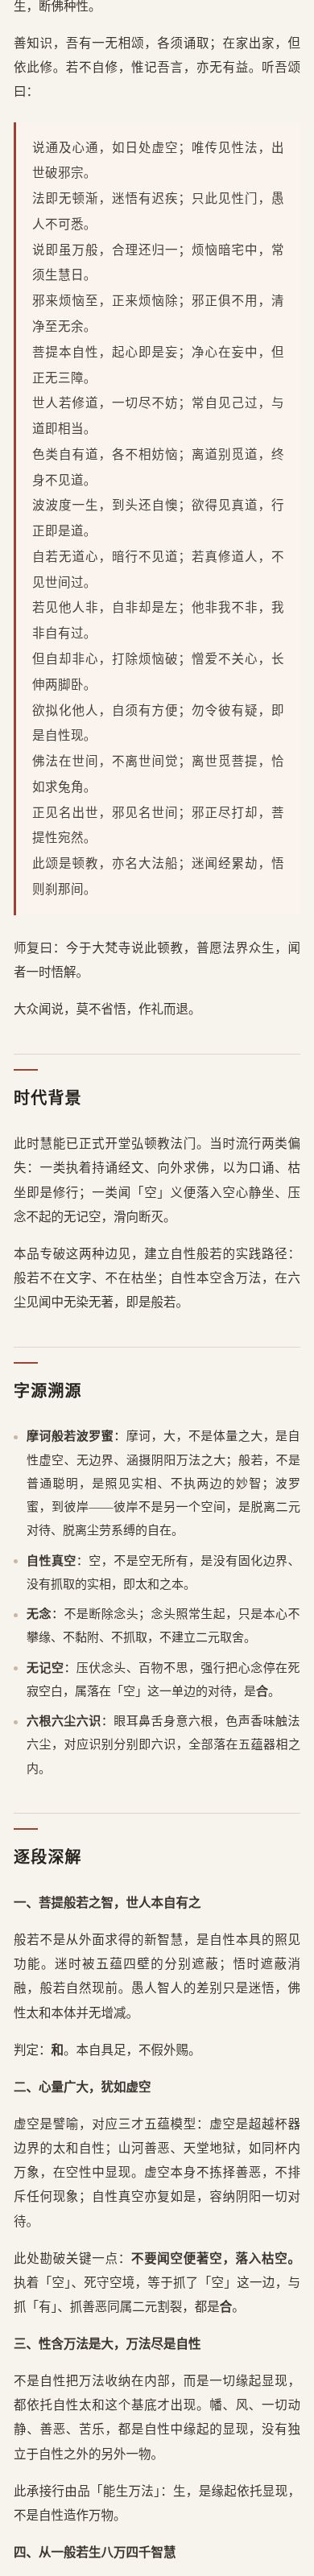 生，断佛种性。
善知识，吾有一无相颂，各须诵取；在家出家，但
依此修。若不自修，惟记吾言，亦无有益。听吾颂
曰：
说通及心通，如日处虚空；唯传见性法，出
世破邪宗。
法即无顿渐，迷悟有迟疾；只此见性门，愚
人不可悉。
说即虽万般，合理还归一；烦恼暗宅中，常
须生慧日。
邪来烦恼至，正来烦恼除；邪正俱不用，清
净至无余。
菩提本自性，起心即是妄；净心在妄中，但
正无三障。
世人若修道，一切尽不妨；常自见己过，与
道即相当。
色类自有道，各不相妨恼；离道别觅道，终
身不见道。
波波度一生，到头还自懊；欲得见真道，行
正即是道。
自若无道心，暗行不见道；若真修道人，不
见世间过。
若见他人非，自非却是左；他非我不非，我
非自有过。
但自却非心，打除烦恼破；憎爱不关心，长
伸两脚卧。
欲拟化他人，自须有方便；勿令彼有疑，即
是自性现。
佛法在世间，不离世间觉；离世觅菩提，恰
如求兔角。
正见名出世，邪见名世间；邪正尽打却，菩
提性宛然。
此颂是顿教，亦名大法船；迷闻经累劫，悟
则刹那间。
师复曰：今于大梵寺说此顿教，普愿法界众生，闻
者一时悟解。
大众闻说，莫不省悟，作礼而退。
时代背景
此时慧能已正式开堂弘顿教法门。当时流行两类偏
失：一类执着持诵经文、向外求佛，以为口诵、枯
坐即是修行；一类闻「空」义便落入空心静坐、压
念不起的无记空，滑向断灭。
本品专破这两种边见，建立自性般若的实践路径：
般若不在文字、不在枯坐；自性本空含万法，在六
尘见闻中无染无著，即是般若。
字源溯源
摩诃般若波罗蜜：摩诃，大，不是体量之大，是自
性虚空、无边界、涵摄阴阳万法之大；般若，不是
普通聪明，是照见实相、不执两边的妙智；波罗
蜜，到彼岸——彼岸不是另一个空间，是脱离二元
对待、脱离尘劳系缚的自在。
自性真空：空，不是空无所有，是没有固化边界、
没有抓取的实相，即太和之本。
无念：不是断除念头；念头照常生起，只是本心不
攀缘、不黏附、不抓取，不建立二元取舍。
无记空：压伏念头、百物不思，强行把心念停在死
寂空白，属落在「空」这一单边的对待，是合。
六根六尘六识：眼耳鼻舌身意六根，色声香味触法
六尘，对应识别分别即六识，全部落在五蕴器相之
内。
逐段深解
一、菩提般若之智，世人本自有之
般若不是从外面求得的新智慧，是自性本具的照见
功能。迷时被五蕴四壁的分别遮蔽；悟时遮蔽消
融，般若自然现前。愚人智人的差别只是迷悟，佛
性太和本体并无增减。
判定：和。本自具足，不假外赐。
二、心量广大，犹如虚空
虚空是譬喻，对应三才五蕴模型：虚空是超越杯器
边界的太和自性；山河善恶、天堂地狱，如同杯内
万象，在空性中显现。虚空本身不拣择善恶，不排
斥任何现象；自性真空亦复如是，容纳阴阳一切对
待。
此处勘破关键一点：不要闻空便著空，落入枯空。
执着「空」、死守空境，等于抓了「空」这一边，与
抓「有」、抓善恶同属二元割裂，都是合。
三、性含万法是大，万法尽是自性
不是自性把万法收纳在内部，而是一切缘起显现，
都依托自性太和这个基底才出现。幡、风、一切动
静、善恶、苦乐，都是自性中缘起的显现，没有独
立于自性之外的另外一物。
此承接行由品「能生万法」：生，是缘起依托显现，
不是自性造作万物。
四、从一般若生八万四千智慧